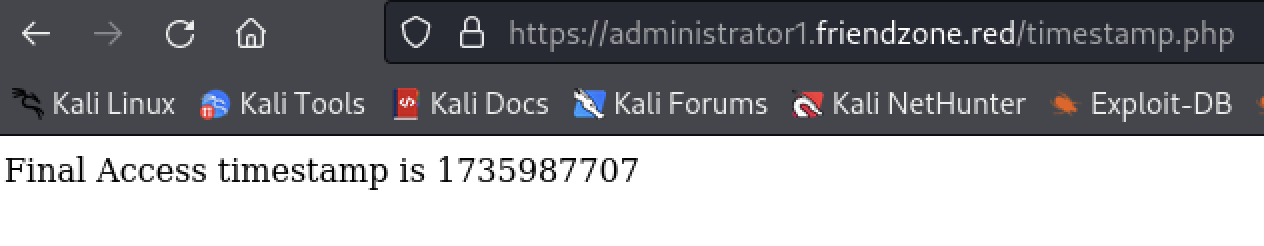 https://administrator1.friendzone.red/timestamp.php
Kali Linux Kali Tools Kali Docs Kali Forums Kali NetHunter Exploit-DB
Final Access timestamp is 1735987707